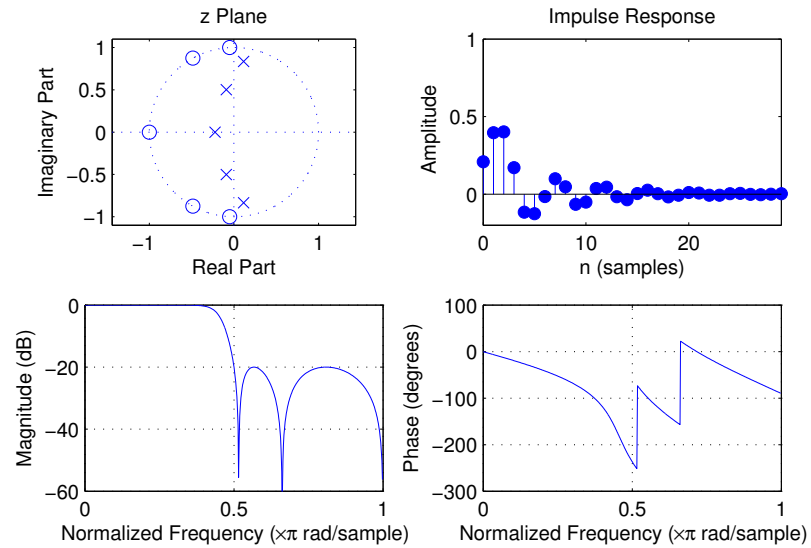 z Plane
1
0.5
0
−0.5
−1
Imaginary Part
−1 0 1
Real Part
Impulse Response
1
0.5
0
Amplitude
0 10 20
n (samples)
0
−20
−40
−60
Magnitude (dB)
0 0.5 1
Normalized Frequency (×π rad/sample)
100
0
−100
−200
−300
Phase (degrees)
0 0.5 1
Normalized Frequency (×π rad/sample)